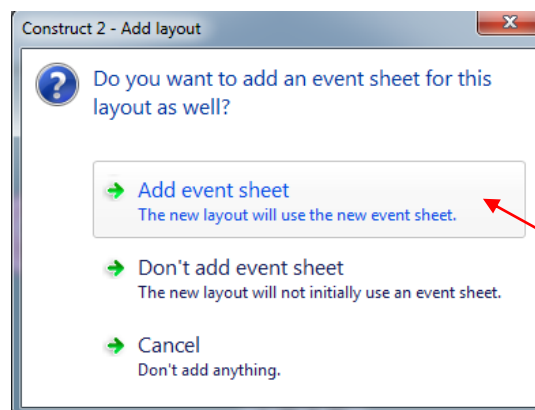 Construct 2 - Add layout
Do you want to add an event sheet for this
layout as well?
Add event sheet
The new layout will use the new event sheet.
Don't add event sheet
The new layout will not initially use an event sheet.
Cancel
Don't add anything.